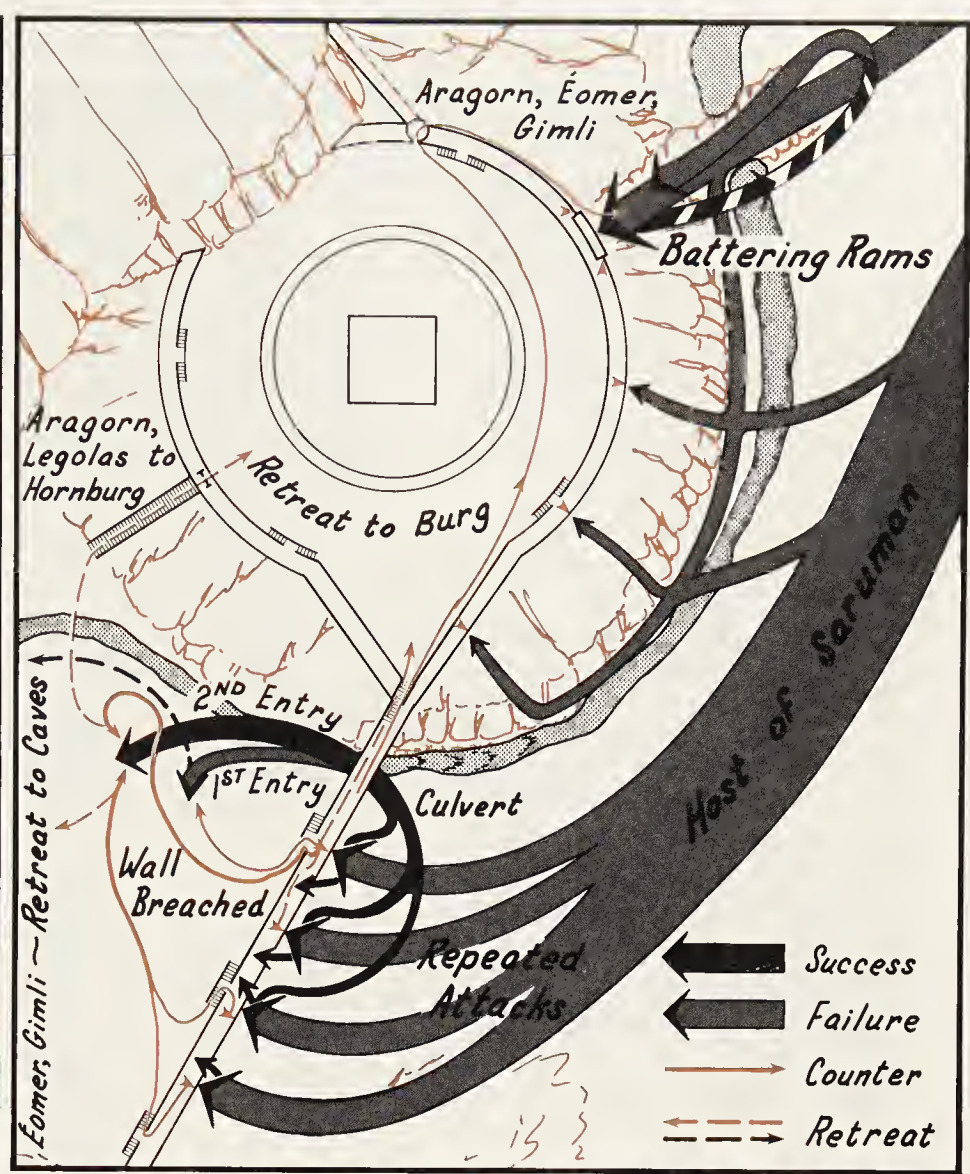 Aragorn, Éomer,
Gimli
Battering Rams
Aragorn,
Legolas to
Hornburg
Retreat to Burg
Host of Saruman
2ND Entry
1ST Entry
Culvert
Wall
Breached
Repeated
Attacks
Éomer, Gimli — Retreat to Caves
Success
Failure
Counter
Retreat